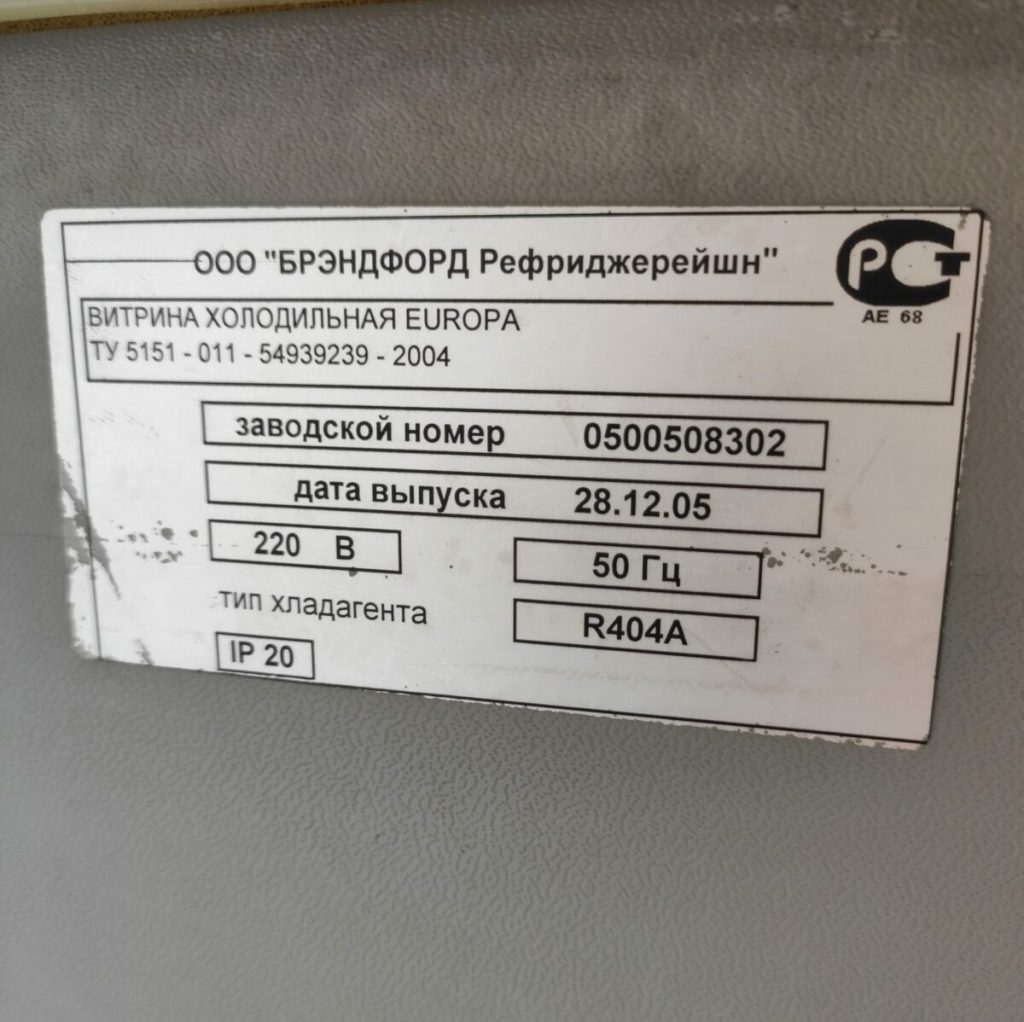 ООО "БРЭНДФОРД Рефриджерейшн"
РСТ
АЕ 68
ВИТРИНА ХОЛОДИЛЬНАЯ EUROPA
ТУ 5151 - 011 - 54939239 - 2004
заводской номер 0500508302
дата выпуска 28.12.05
220 В 50 Гц
тип хладагента R404A
IP 20